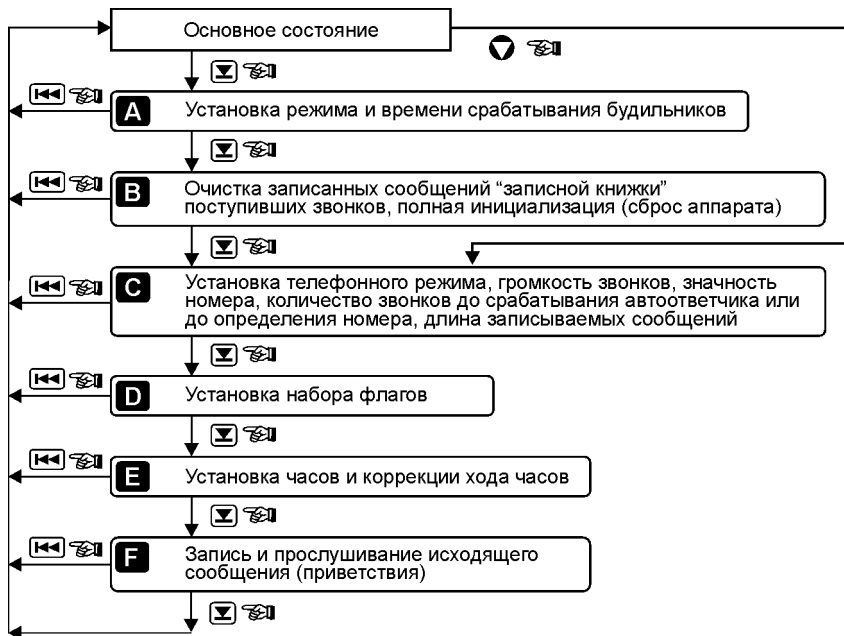 Основное состояние
A
Установка режима и времени срабатывания будильников
B
Очистка записанных сообщений “записной книжки”
поступивших звонков, полная инициализация (сброс аппарата)
C
Установка телефонного режима, громкость звонков, значность
номера, количество звонков до срабатывания автоответчика или
до определения номера, длина записываемых сообщений
D
Установка набора флагов
E
Установка часов и коррекции хода часов
F
Запись и прослушивание исходящего
сообщения (приветствия)